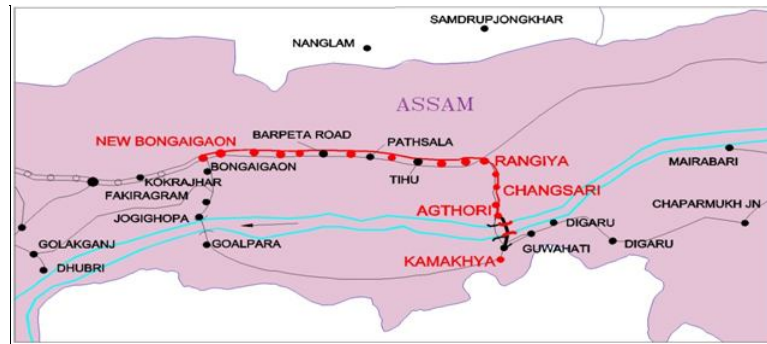 SAMDRUPJONGKHAR
NANGLAM
ASSAM
NEW BONGAIGAON
BARPETA ROAD
PATHSALA
RANGIYA
MAIRABARI
BONGAIGAON
TIHU
KOKRAJHAR
FAKIRAGRAM
CHANGSARI
CHAPARMUKH JN
JOGIGHOPA
AGTHORI
DIGARU
GOLAKGANJ
GOALPARA
GUWAHATI
DIGARU
DHUBRI
KAMAKHYA